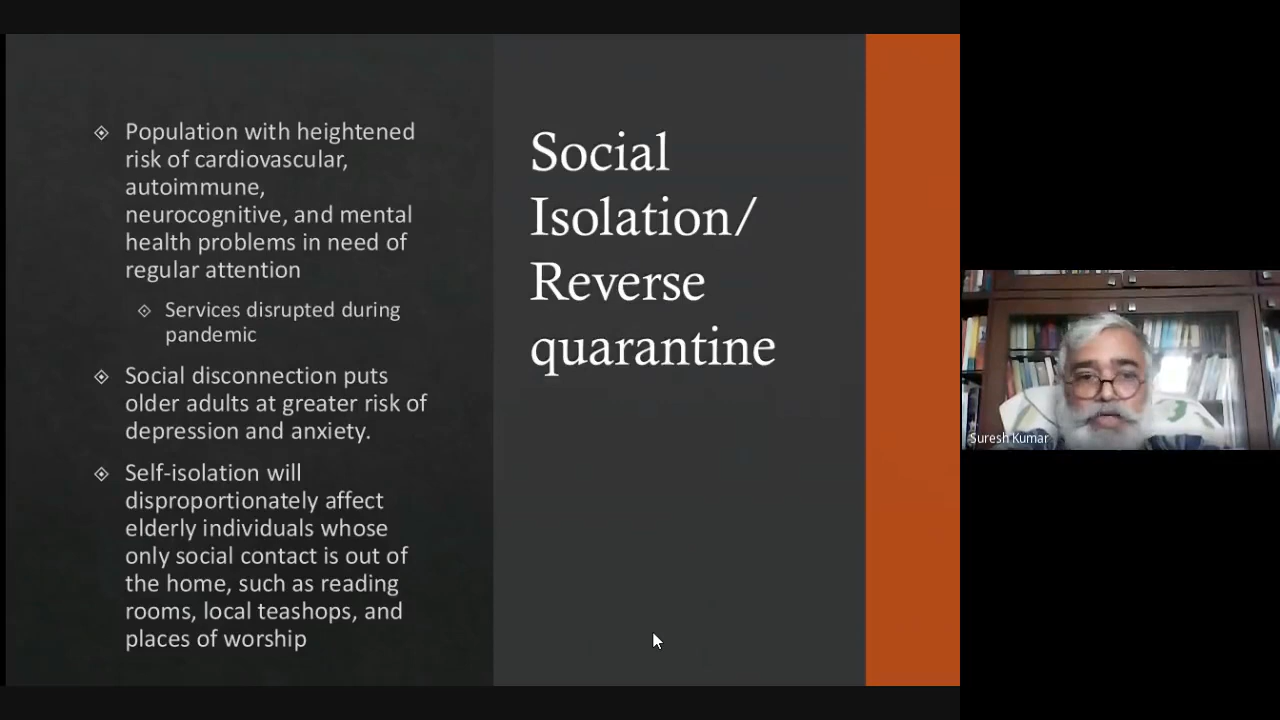 Population with heightened
risk of cardiovascular,
autoimmune,
neurocognitive, and mental
health problems in need of
regular attention
Services disrupted during
pandemic
Social disconnection puts
older adults at greater risk of
depression and anxiety.
Self-isolation will
disproportionately affect
elderly individuals whose
only social contact is out of
the home, such as reading
rooms, local teashops, and
places of worship
Social
Isolation/
Reverse
quarantine
Suresh Kumar